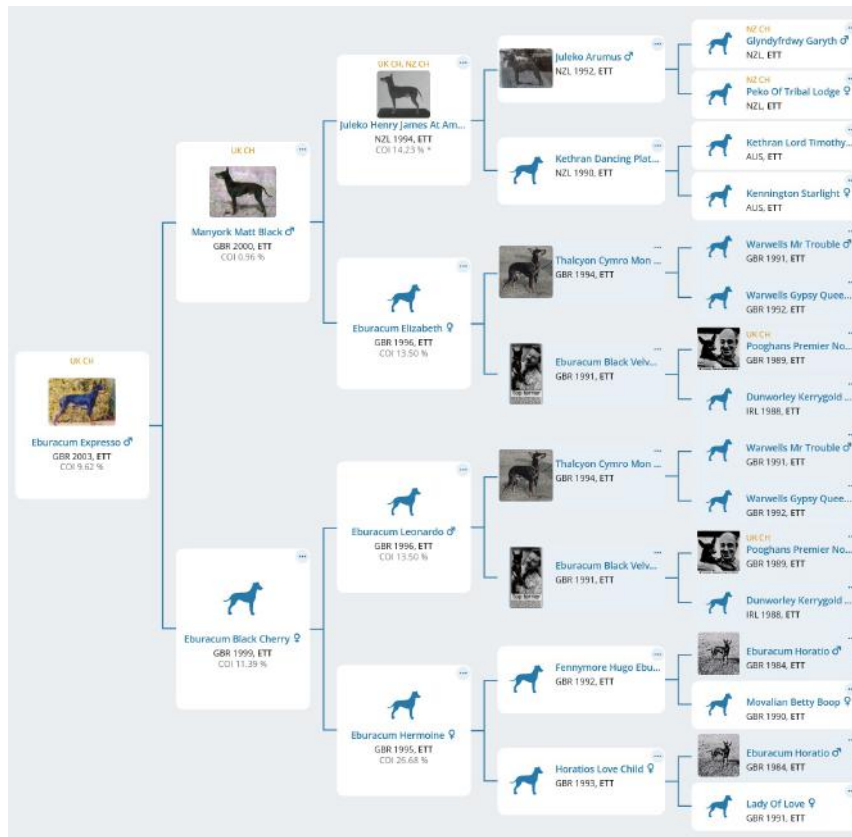 UK CH
Eburacum Expresso ♂
GBR 2003, ETT
COI 9.62 %
UK CH
Manyork Matt Black ♂
GBR 2000, ETT
COI 0.96 %
Eburacum Black Cherry ♀
GBR 1999, ETT
COI 11.39 %
UK CH, NZ CH
Juleko Henry James At Am...
NZL 1994, ETT
COI 14.23 % *
Eburacum Elizabeth ♀
GBR 1996, ETT
COI 13.50 %
Eburacum Leonardo ♂
GBR 1996, ETT
COI 13.50 %
Eburacum Hermoine ♀
GBR 1995, ETT
COI 26.68 %
Juleko Arumus ♂
NZL 1992, ETT
Kethran Dancing Plat...
NZL 1990, ETT
Thalcyon Cymro Mon ...
GBR 1994, ETT
Eburacum Black Velv...
GBR 1991, ETT
Top terrier
Thalcyon Cymro Mon ...
GBR 1994, ETT
Eburacum Black Velv...
GBR 1991, ETT
Top terrier
Fennymore Hugo Ebu...
GBR 1992, ETT
Horatios Love Child ♀
GBR 1993, ETT
NZ CH
Glyndyfrdwy Garyth ♂
NZL, ETT
NZ CH
Peko Of Tribal Lodge ♀
NZL, ETT
Kethran Lord Timothy...
AUS, ETT
Kennington Starlight ♀
AUS, ETT
Warwells Mr Trouble ♂
GBR 1991, ETT
Warwells Gypsy Quee...
GBR 1992, ETT
UK CH
Pooghans Premier No...
GBR 1989, ETT
Dunworley Kerrygold ...
IRL 1988, ETT
Warwells Mr Trouble ♂
GBR 1991, ETT
Warwells Gypsy Quee...
GBR 1992, ETT
UK CH
Pooghans Premier No...
GBR 1989, ETT
Dunworley Kerrygold ...
IRL 1988, ETT
Eburacum Horatio ♂
GBR 1984, ETT
Movalian Betty Boop ♀
GBR 1990, ETT
Eburacum Horatio ♂
GBR 1984, ETT
Lady Of Love ♀
GBR 1991, ETT